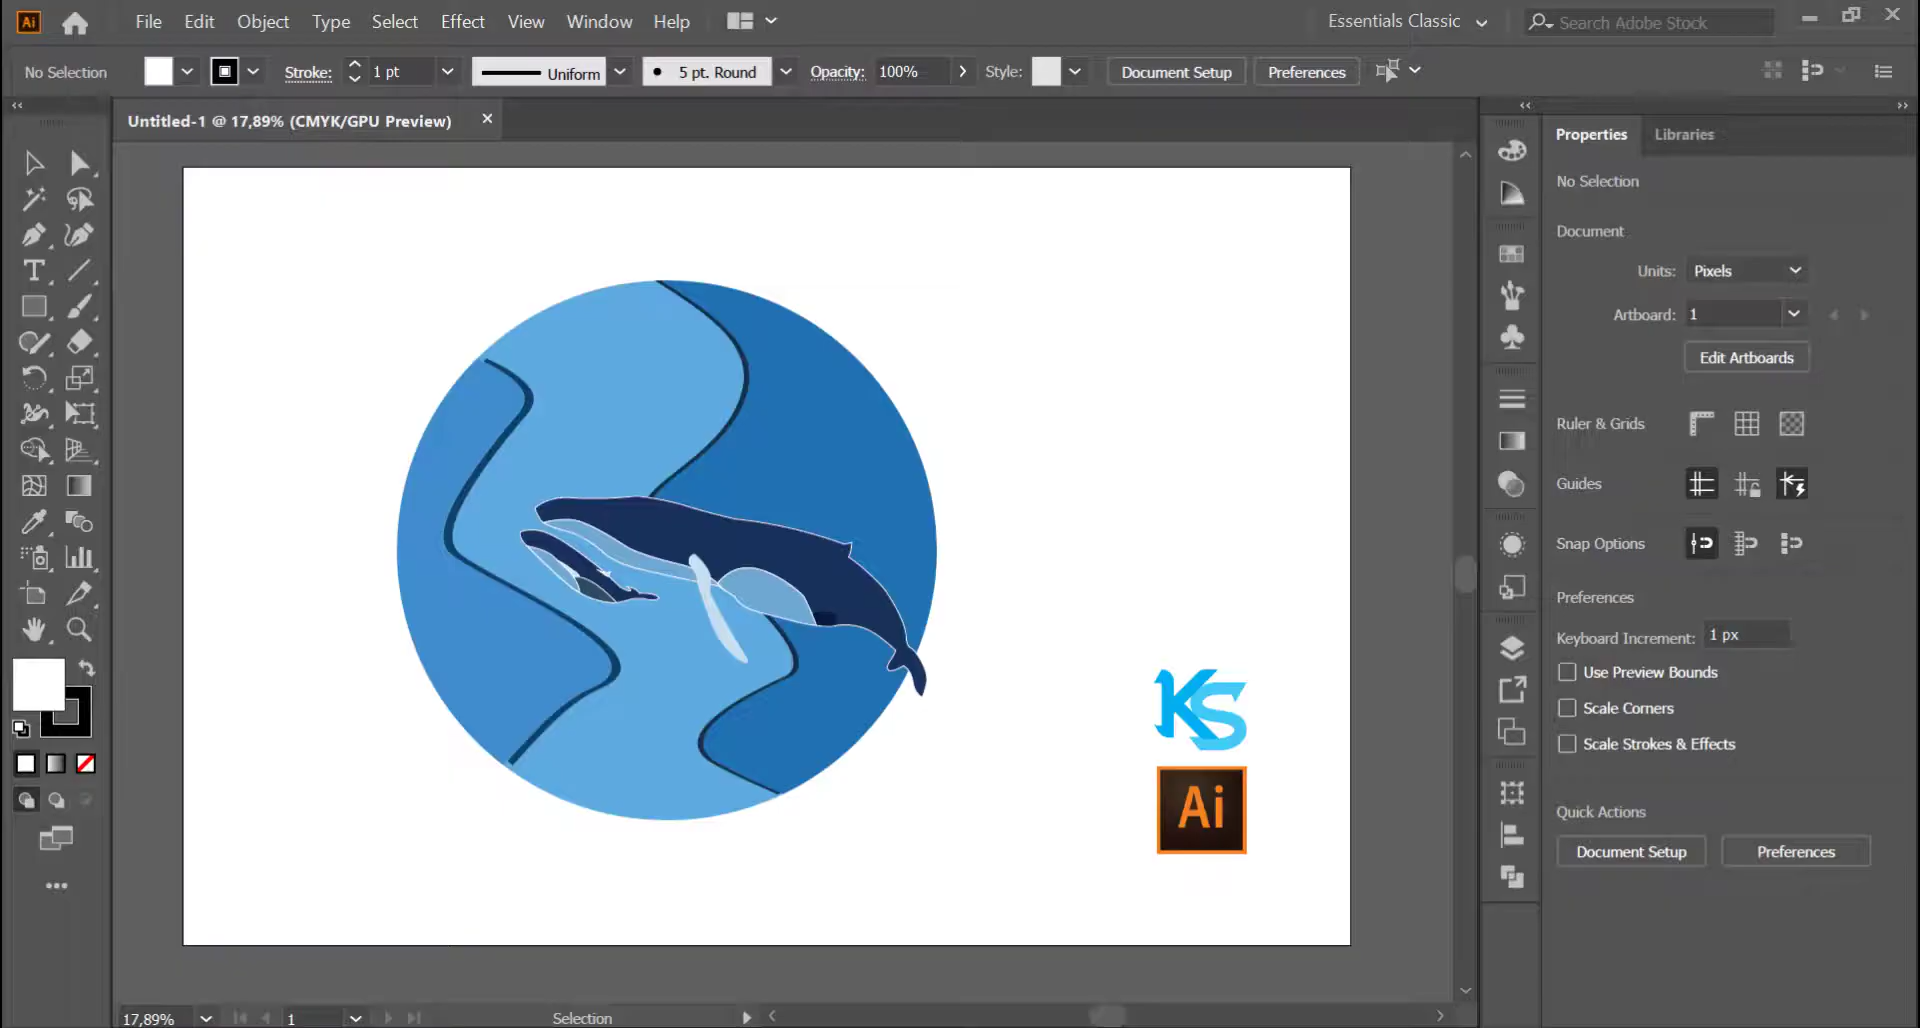 Ai File Edit Object Type Select Effect View Window Help Essentials Classic Search Adobe Stock
No Selection Stroke: 1 pt Uniform 5 pt. Round Opacity: 100% Style: Document Setup Preferences
Untitled-1 @ 17,89% (CMYK/GPU Preview)
Properties Libraries
No Selection
Document
Units: Pixels
Artboard: 1
Edit Artboards
Ruler & Grids
Guides
Snap Options
Preferences
Keyboard Increment: 1 px
Use Preview Bounds
Scale Corners
Scale Strokes & Effects
Quick Actions
Document Setup Preferences
KS
Ai
17,89% 1 Selection